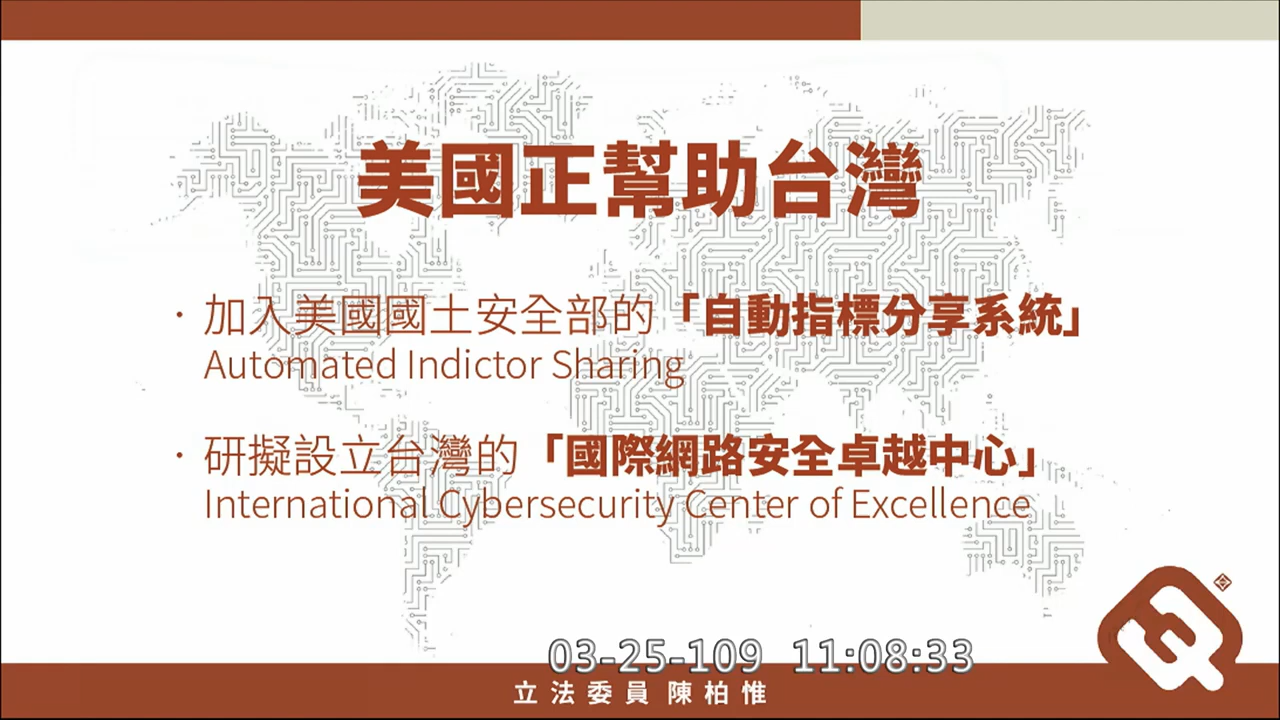 美國正幫助台灣
· 加入美國國土安全部的「自動指標分享系統」
Automated Indictor Sharing
· 研擬設立台灣的「國際網路安全卓越中心」
International Cybersecurity Center of Excellence
03-25-109 11:08:33
立法委員 陳柏惟